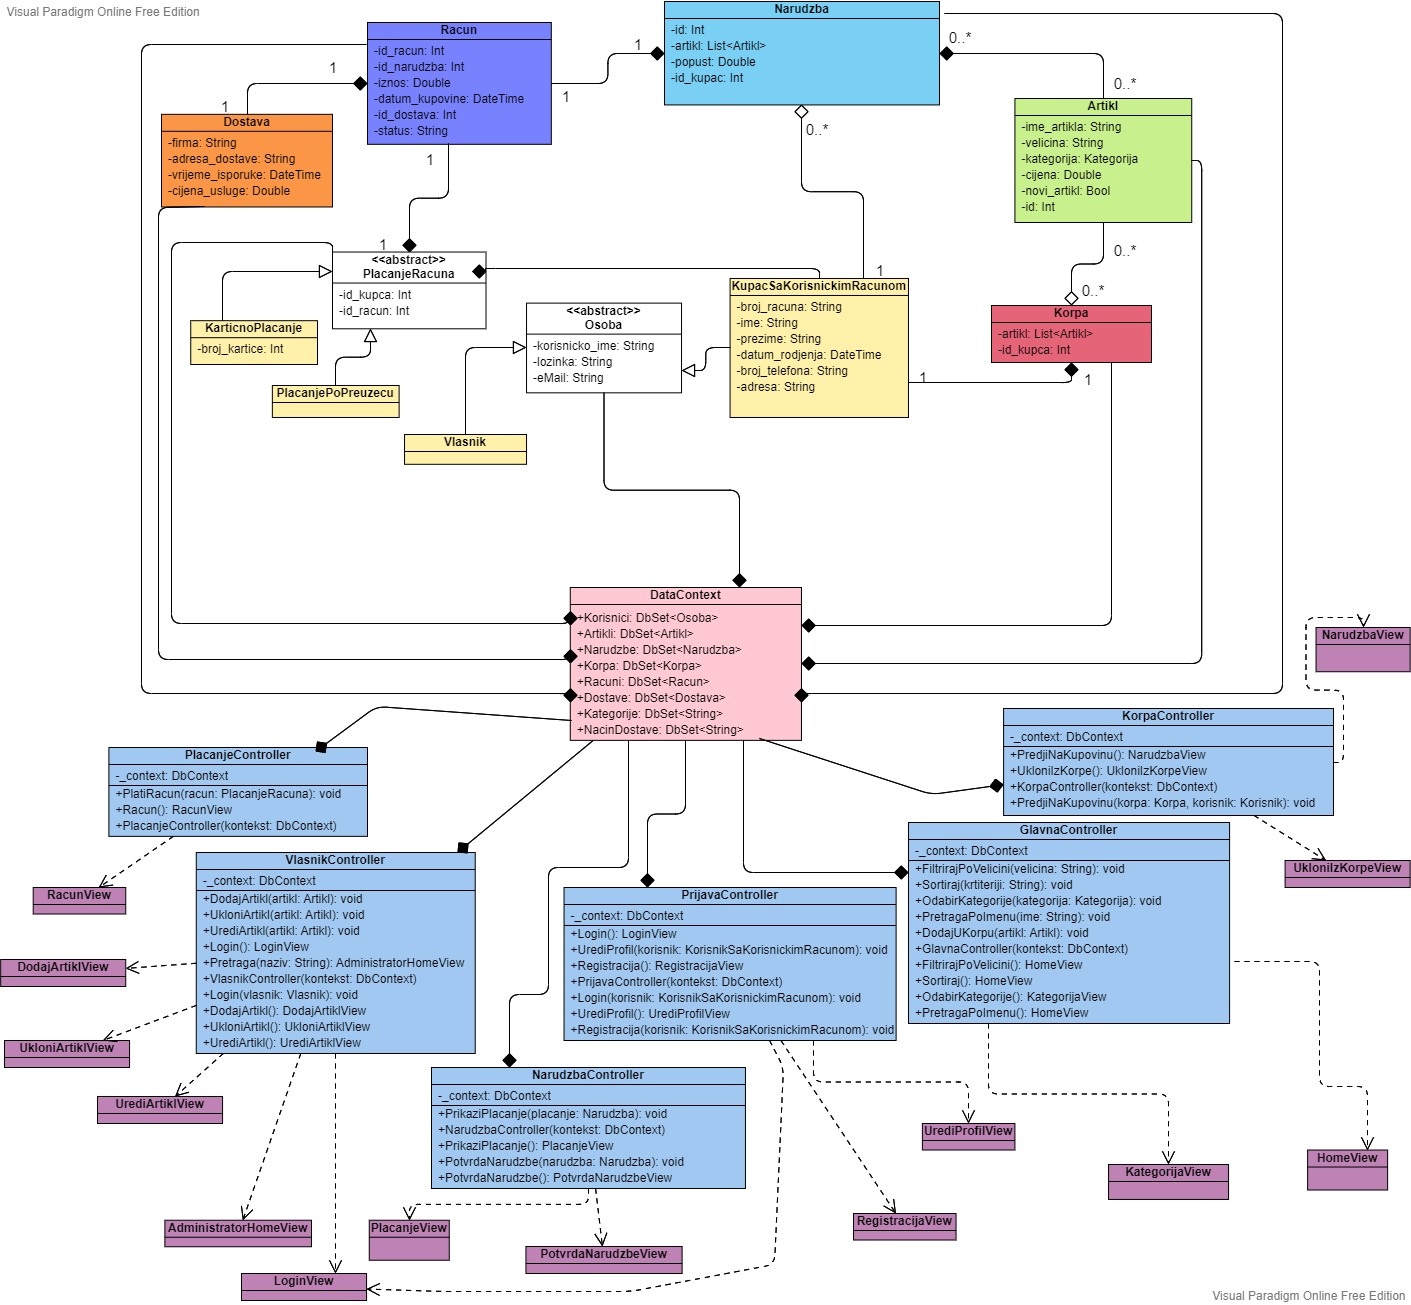 Visual Paradigm Online Free Edition
Narudzba
-id: Int
-artikl: List<Artikl>
-popust: Double
-id_kupac: Int
Racun
-id_racun: Int
-id_narudzba: Int
-iznos: Double
-datum_kupovine: DateTime
-id_dostava: Int
-status: String
1
1
1
1
0..*
0..*
0..*
Dostava
-firma: String
-adresa_dostave: String
-vrijeme_isporuke: DateTime
-cijena_usluge: Double
Artikl
-ime_artikla: String
-velicina: String
-kategorija: Kategorija
-cijena: Double
-novi_artikl: Bool
-id: Int
1
1
1
0..*
0..*
<<abstract>>
PlacanjeRacuna
-id_kupca: Int
-id_racun: Int
KarticnoPlacanje
-broj_kartice: Int
PlacanjePoPreuzecu
<<abstract>>
Osoba
-korisnicko_ime: String
-lozinka: String
-eMail: String
Vlasnik
KupacSaKorisnickimRacunom
-broj_racuna: String
-ime: String
-prezime: String
-datum_rodjenja: DateTime
-broj_telefona: String
-adresa: String
Korpa
-artikl: List<Artikl>
-id_kupca: Int
1
1
DataContext
+Korisnici: DbSet<Osoba>
+Artikli: DbSet<Artikl>
+Narudzbe: DbSet<Narudzba>
+Korpa: DbSet<Korpa>
+Racuni: DbSet<Racun>
+Dostave: DbSet<Dostava>
+Kategorije: DbSet<String>
+NacinDostave: DbSet<String>
NarudzbaView
KorpaController
-_context: DbContext
+PredjiNaKupovinu(): NarudzbaView
+UkloniIzKorpe(): UkloniIzKorpeView
+KorpaController(kontekst: DbContext)
+PredjiNaKupovinu(korpa: Korpa, korisnik: Korisnik): void
PlacanjeController
-_context: DbContext
+PlatiRacun(racun: PlacanjeRacuna): void
+Racun(): RacunView
+PlacanjeController(kontekst: DbContext)
RacunView
VlasnikController
-_context: DbContext
+DodajArtikl(artikl: Artikl): void
+UkloniArtikl(artikl: Artikl): void
+UrediArtikl(artikl: Artikl): void
+Login(): LoginView
+Pretraga(naziv: String): AdministratorHomeView
+VlasnikController(kontekst: DbContext)
+Login(vlasnik: Vlasnik): void
+DodajArtikl(): DodajArtiklView
+UkloniArtikl(): UkloniArtiklView
+UrediArtikl(): UrediArtiklView
PrijavaController
-_context: DbContext
+Login(): LoginView
+UrediProfil(korisnik: KorisnikSaKorisnickimRacunom): void
+Registracija(): RegistracijaView
+PrijavaController(kontekst: DbContext)
+Login(korisnik: KorisnikSaKorisnickimRacunom): void
+UrediProfil(): UrediProfilView
+Registracija(korisnik: KorisnikSaKorisnickimRacunom): void
GlavnaController
-_context: DbContext
+FiltrirajPoVelicini(velicina: String): void
+Sortiraj(krtiteriji: String): void
+OdabirKategorije(kategorija: Kategorija): void
+PretragaPoImenu(ime: String): void
+DodajUKorpu(artikl: Artikl): void
+GlavnaController(kontekst: DbContext)
+FiltrirajPoVelicini(): HomeView
+Sortiraj(): HomeView
+OdabirKategorije(): KategorijaView
+PretragaPoImenu(): HomeView
UkloniIzKorpeView
DodajArtiklView
UkloniArtiklView
UrediArtiklView
NarudzbaController
-_context: DbContext
+PrikaziPlacanje(placanje: Narudzba): void
+NarudzbaController(kontekst: DbContext)
+PrikaziPlacanje(): PlacanjeView
+PotvrdaNarudzbe(narudzba: Narudzba): void
+PotvrdaNarudzbe(): PotvrdaNarudzbeView
UrediProfilView
KategorijaView
HomeView
AdministratorHomeView
PlacanjeView
RegistracijaView
PotvrdaNarudzbeView
LoginView
Visual Paradigm Online Free Edition